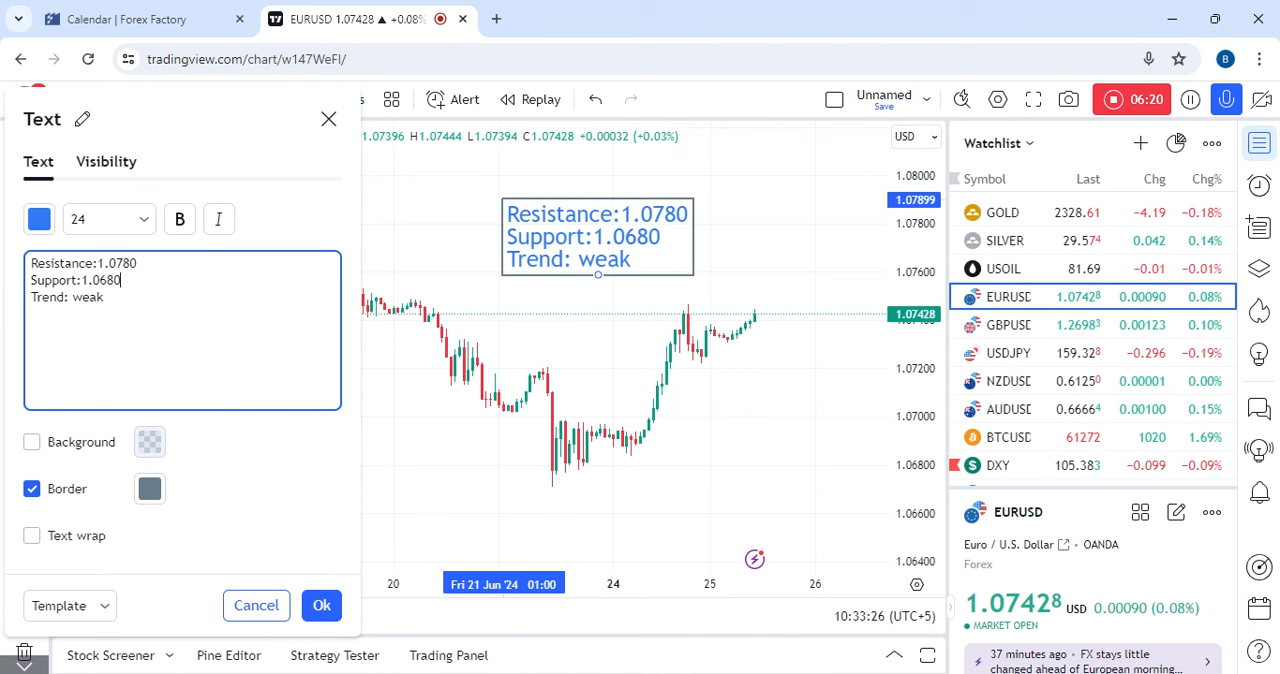 Calendar | Forex Factory
EURUSD 1.07428 ▲ +0.08%
tradingview.com/chart/w147WeFI/
B
Text
Alert
Replay
Unnamed
Save
06:20
1.07396 H1.07444 L1.07394 C1.07428 +0.00032 (+0.03%)
USD
Text
Visibility
24
B
I
Resistance:1.0780
Support:1.0680
Trend: weak
Background
Border
Text wrap
Template
Cancel
Ok
Resistance:1.0780
Support:1.0680
Trend: weak
1.08000
1.07899
1.07800
1.07600
1.07428
1.07200
1.07000
1.06800
1.06600
1.06400
20
Fri 21 Jun '24 01:00
24
25
26
10:33:26 (UTC+5)
Stock Screener
Pine Editor
Strategy Tester
Trading Panel
Watchlist
Symbol Last Chg Chg%
GOLD 2328.61 −4.19 −0.18%
SILVER 29.574 0.042 0.14%
USOIL 81.69 −0.01 −0.01%
EURUSD 1.07428 0.00090 0.08%
GBPUSD 1.26983 0.00123 0.10%
USDJPY 159.328 −0.296 −0.19%
NZDUSD 0.61250 0.00001 0.00%
AUDUSD 0.66664 0.00100 0.15%
BTCUSD 61272 1020 1.69%
DXY 105.383 −0.099 −0.09%
EURUSD
Euro / U.S. Dollar • OANDA
Forex
1.07428 USD 0.00090 (0.08%)
MARKET OPEN
37 minutes ago • FX stays little
changed ahead of European morning...